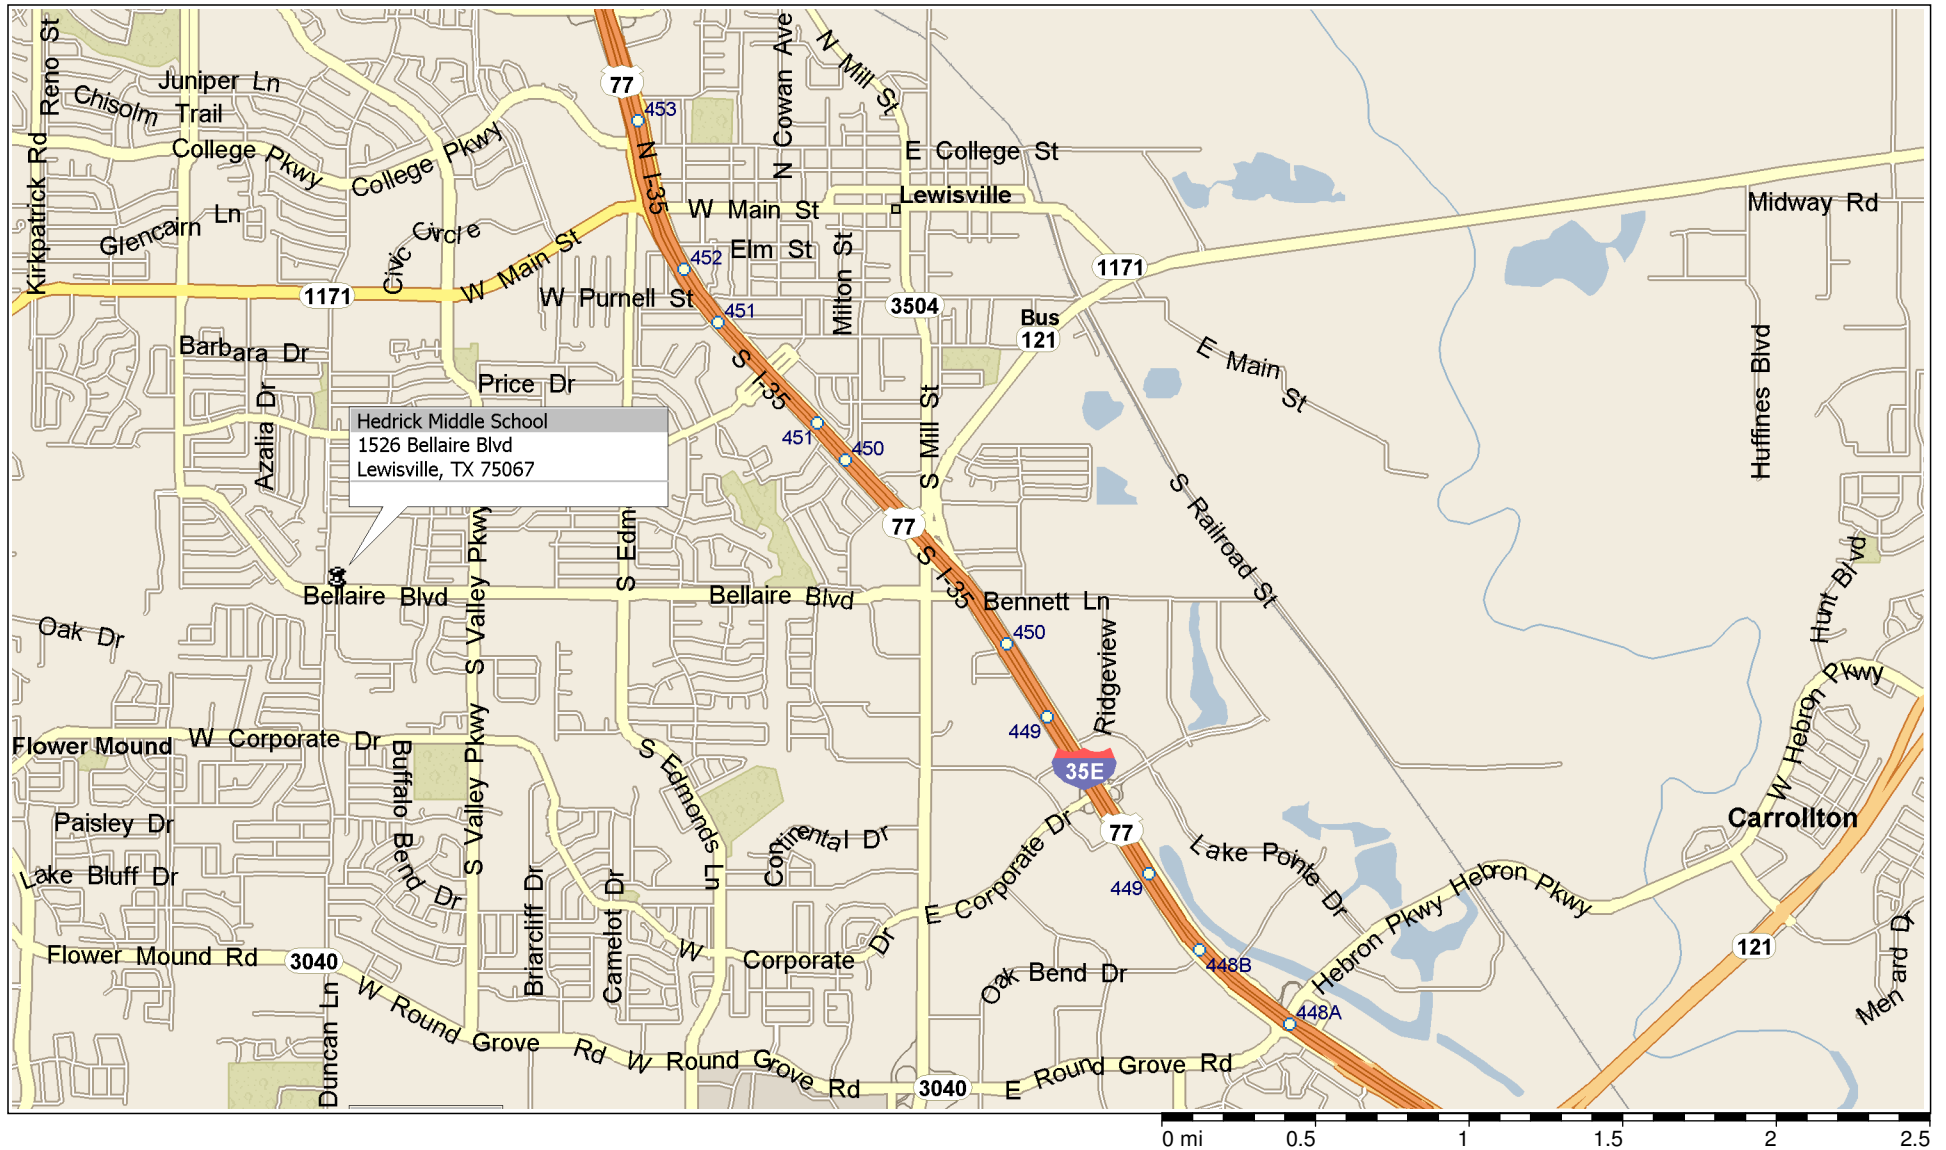 Reno St
Juniper Ln
Chisolm Trail
College Pkwy
College Pkwy
Kirkpatrick Rd
Glencairn Ln
Civic Circle
77
453
N I-35
N Cowan Ave
N Mill St
E College St
Lewisville
W Main St
Midway Rd
Elm St
452
W Main St
W Purnell St
1171
451
Milton St
3504
1171
Bus
121
E Main St
Huffines Blvd
Barbara Dr
Price Dr
S I-35
Azalia Dr
Hedrick Middle School
1526 Bellaire Blvd
Lewisville, TX 75067
451
450
S Mill St
S Railroad St
77
S I-35
S Valley Pkwy
S Edm
Bellaire Blvd
Bellaire Blvd
Bennett Ln
450
Ridgeview
Hunt Blvd
Oak Dr
449
35E
W Hebron Pkwy
Flower Mound
W Corporate Dr
Buffalo Bend Dr
S Valley Pkwy
S Edmonds Ln
77
Carrollton
Paisley Dr
Continental Dr
E Corporate Dr
Lake Pointe Dr
Lake Bluff Dr
449
Hebron Pkwy
Hebron Pkwy
Briarcliff Dr
Camelot Dr
W Corporate Dr
Flower Mound Rd
3040
448B
121
Menard Dr
Oak Bend Dr
448A
Duncan Ln
W Round Grove Rd
W Round Grove Rd
3040
E Round Grove Rd
0 mi
0.5
1
1.5
2
2.5